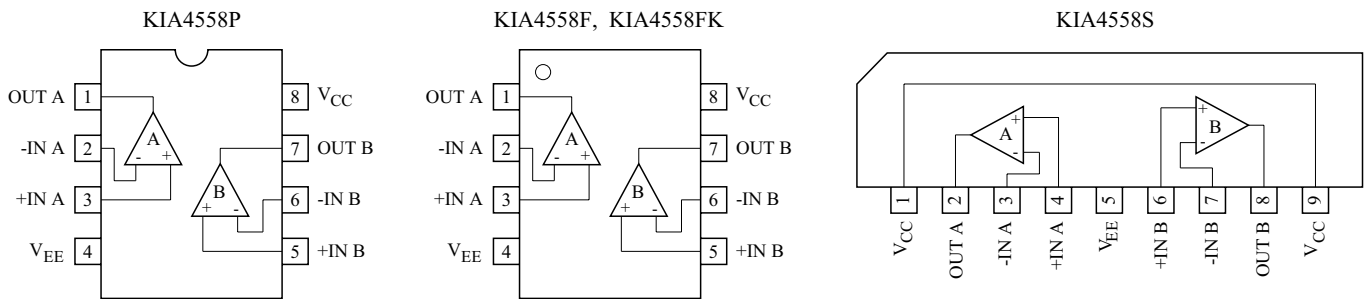 KIA4558P
OUT A 1 8 VCC
A
-IN A 2 - + 7 OUT B
B
+IN A 3 + - 6 -IN B
VEE 4 5 +IN B
KIA4558F, KIA4558FK
OUT A 1 8 VCC
A
-IN A 2 - + 7 OUT B
B
+IN A 3 + - 6 -IN B
VEE 4 5 +IN B
KIA4558S
A + - + - B
1 2 3 4 5 6 7 8 9
VCC OUT A -IN A +IN A VEE +IN B -IN B OUT B VCC